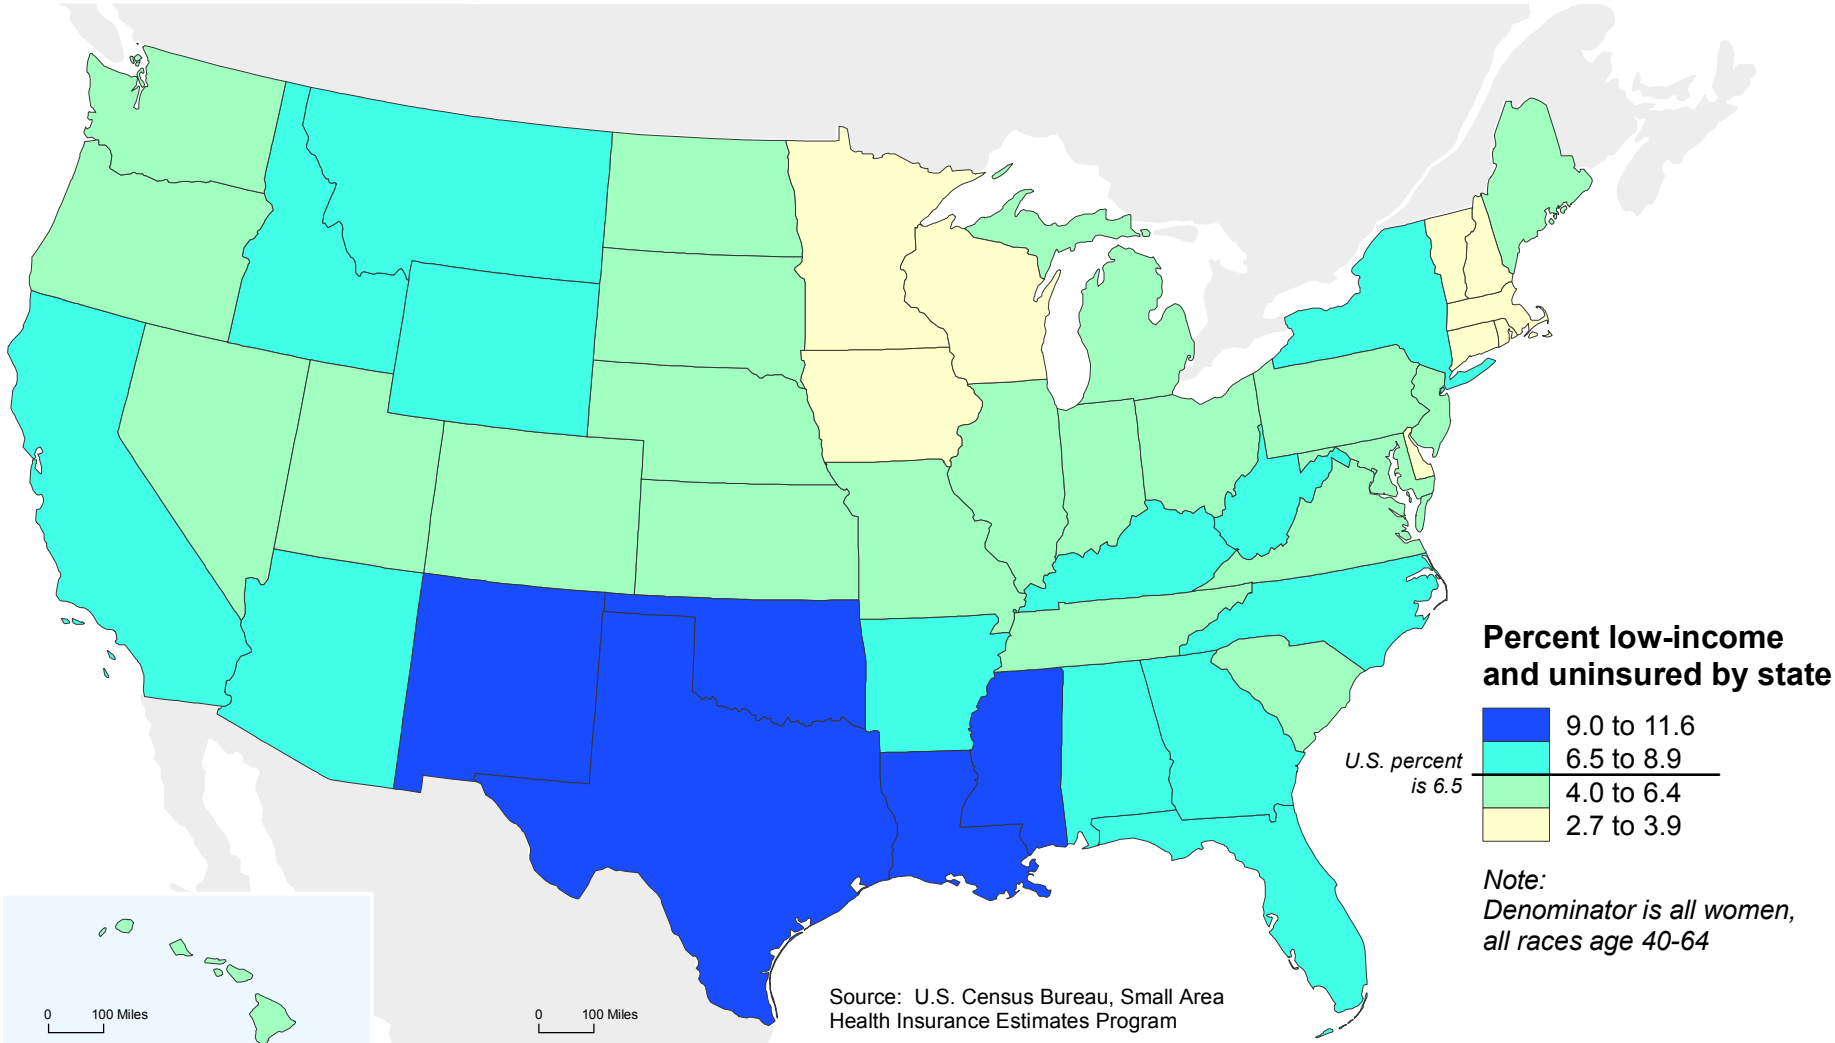 Percent low-income
and uninsured by state
9.0 to 11.6
6.5 to 8.9
U.S. percent
is 6.5
4.0 to 6.4
2.7 to 3.9
Note:
Denominator is all women,
all races age 40-64
Source: U.S. Census Bureau, Small Area
Health Insurance Estimates Program
0 100 Miles
0 100 Miles